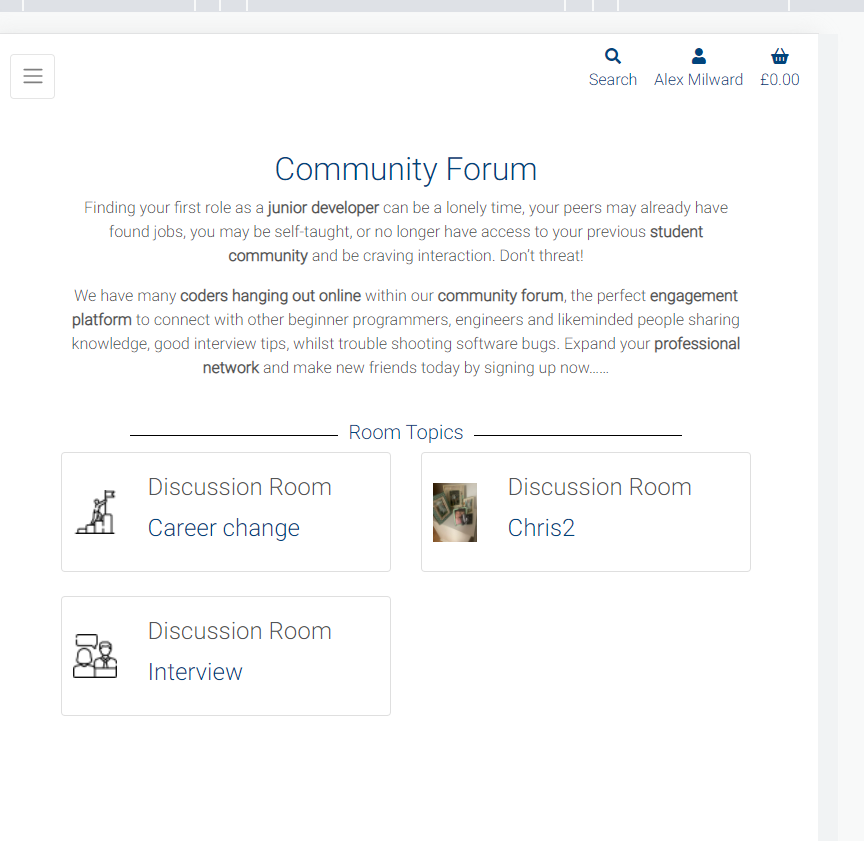 Search
Alex Milward
£0.00
Community Forum
Finding your first role as a junior developer can be a lonely time, your peers may already have
found jobs, you may be self-taught, or no longer have access to your previous student
community and be craving interaction. Don’t threat!
We have many coders hanging out online within our community forum, the perfect engagement
platform to connect with other beginner programmers, engineers and likeminded people sharing
knowledge, good interview tips, whilst trouble shooting software bugs. Expand your professional
network and make new friends today by signing up now......
Room Topics
Discussion Room
Career change
Discussion Room
Chris2
Discussion Room
Interview